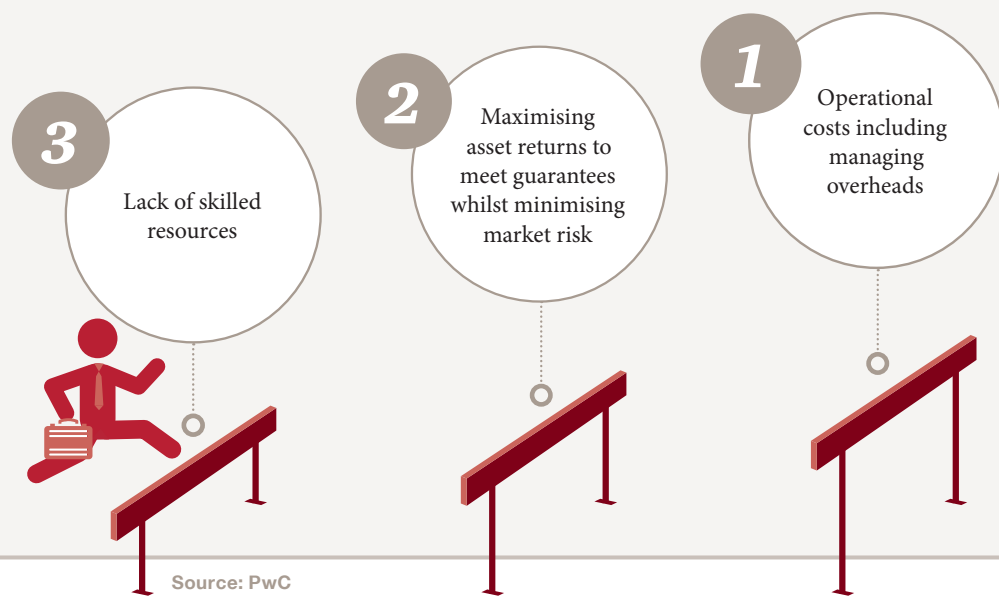 3
Lack of skilled
resources
2
Maximising
asset returns to
meet guarantees
whilst minimising
market risk
1
Operational
costs including
managing
overheads
Source: PwC